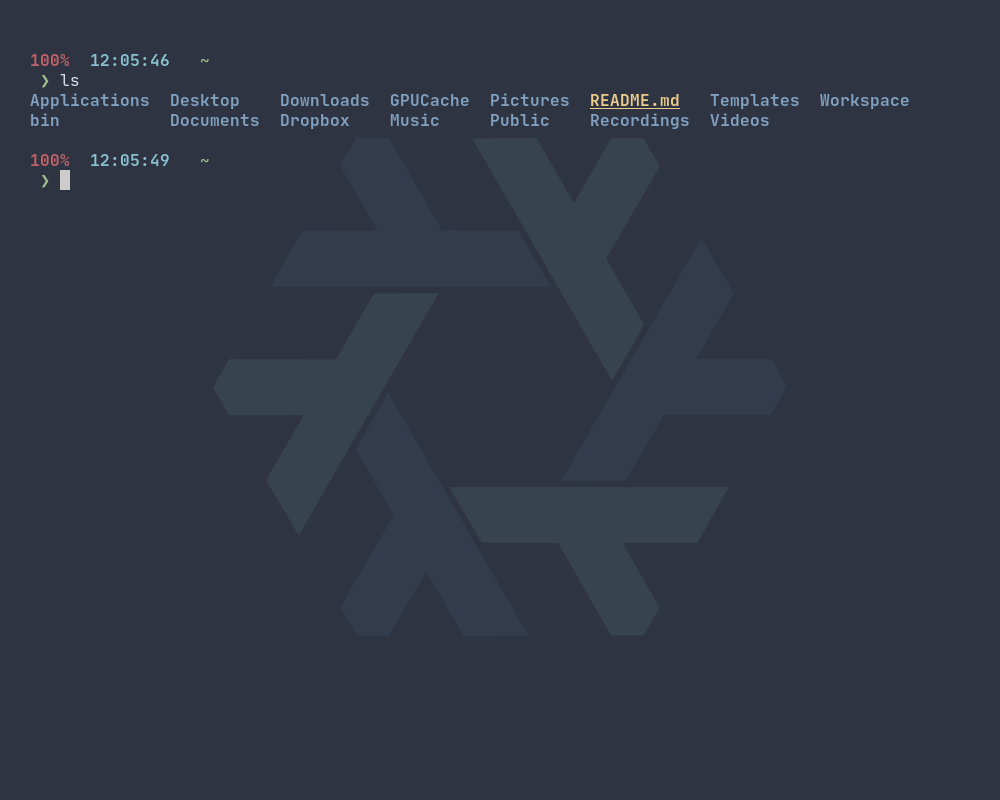 100%  12:05:46   ~
 ❯ ls
Applications  Desktop    Downloads  GPUCache  Pictures  README.md   Templates  Workspace
bin           Documents  Dropbox    Music     Public    Recordings  Videos
100%  12:05:49   ~
 ❯